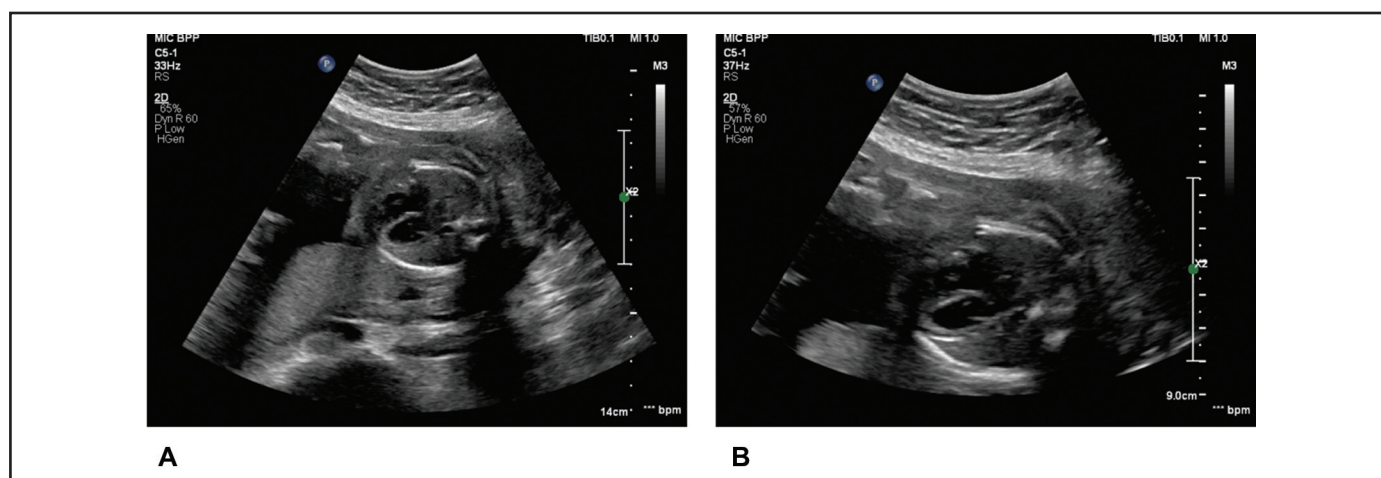 MIC BPP
C5-1
33Hz
RS
2D
65%
Dyn R 60
P Low
HGen
P
TIB0.1 MI 1.0
M3
X2
14cm
*** bpm
A
MIC BPP
C5-1
37Hz
RS
2D
57%
Dyn R 60
P Low
HGen
P
TIB0.1 MI 1.0
M3
X2
9.0cm
*** bpm
B